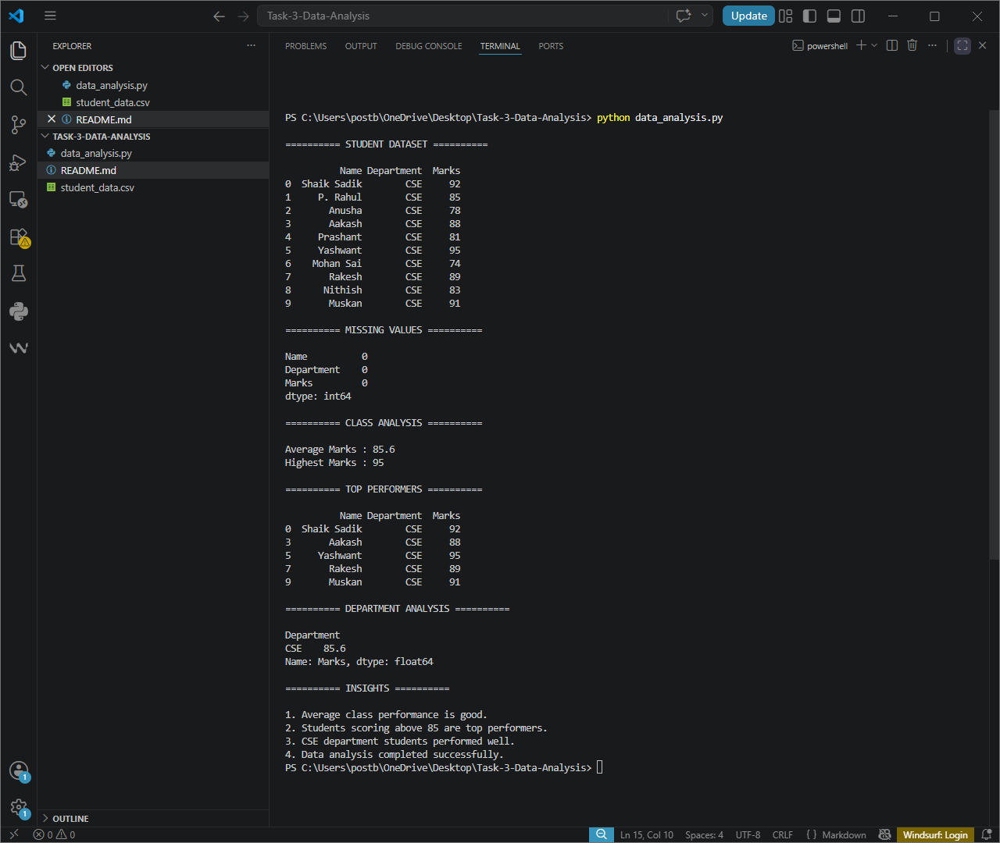 Task-3-Data-Analysis
Update
EXPLORER
OPEN EDITORS
data_analysis.py
student_data.csv
README.md
TASK-3-DATA-ANALYSIS
data_analysis.py
README.md
student_data.csv
OUTLINE
PROBLEMS OUTPUT DEBUG CONSOLE TERMINAL PORTS
powershell
PS C:\Users\postb\OneDrive\Desktop\Task-3-Data-Analysis> python data_analysis.py
========== STUDENT DATASET ==========
Name Department Marks
0 Shaik Sadik CSE 92
1 P. Rahul CSE 85
2 Anusha CSE 78
3 Aakash CSE 88
4 Prashant CSE 81
5 Yashwant CSE 95
6 Mohan Sai CSE 74
7 Rakesh CSE 89
8 Nithish CSE 83
9 Muskan CSE 91
========== MISSING VALUES ==========
Name 0
Department 0
Marks 0
dtype: int64
========== CLASS ANALYSIS ==========
Average Marks : 85.6
Highest Marks : 95
========== TOP PERFORMERS ==========
Name Department Marks
0 Shaik Sadik CSE 92
3 Aakash CSE 88
5 Yashwant CSE 95
7 Rakesh CSE 89
9 Muskan CSE 91
========== DEPARTMENT ANALYSIS ==========
Department
CSE 85.6
Name: Marks, dtype: float64
========== INSIGHTS ==========
1. Average class performance is good.
2. Students scoring above 85 are top performers.
3. CSE department students performed well.
4. Data analysis completed successfully.
PS C:\Users\postb\OneDrive\Desktop\Task-3-Data-Analysis>
1
1
0 0
Ln 15, Col 10 Spaces: 4 UTF-8 CRLF { } Markdown Windsurf: Login